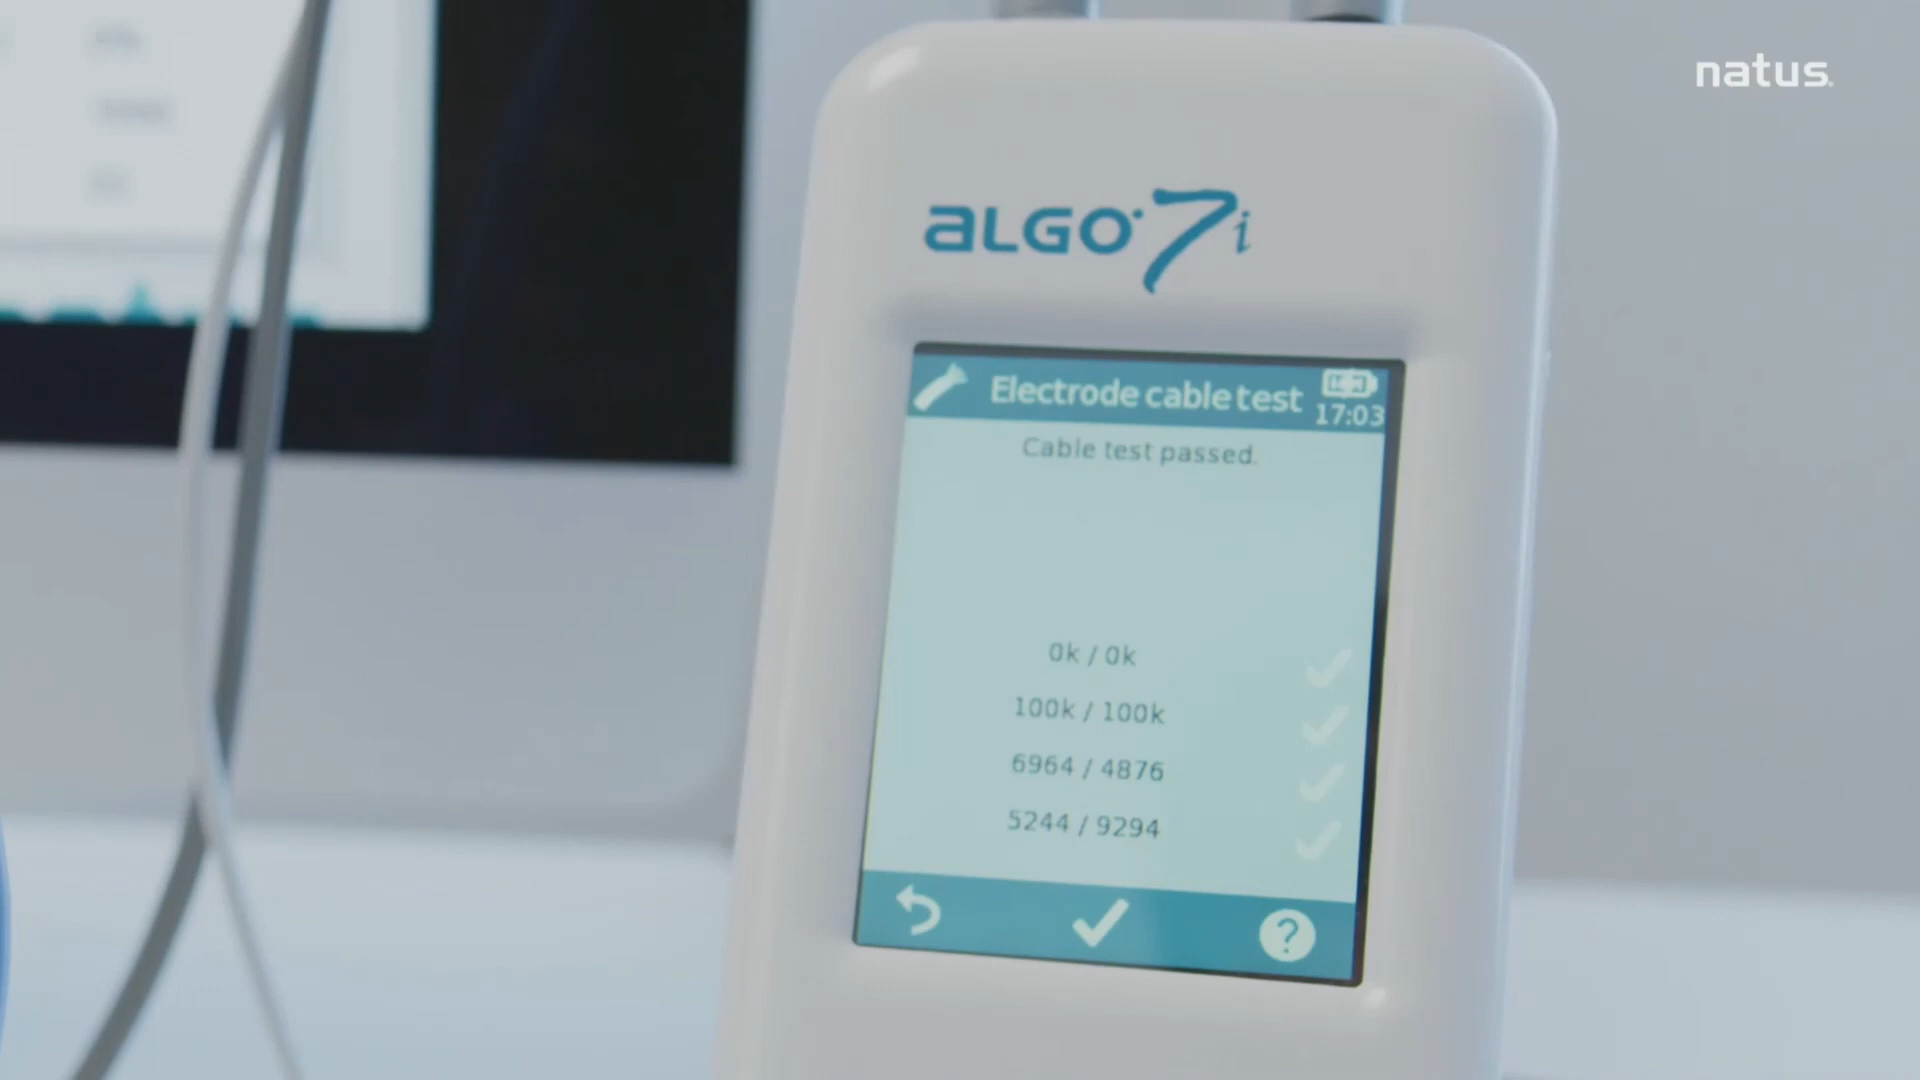 natus.
ALGO 7i
Electrode cable test
17:03
Cable test passed.
0k / 0k
100k / 100k
6964 / 4876
5244 / 9294
?